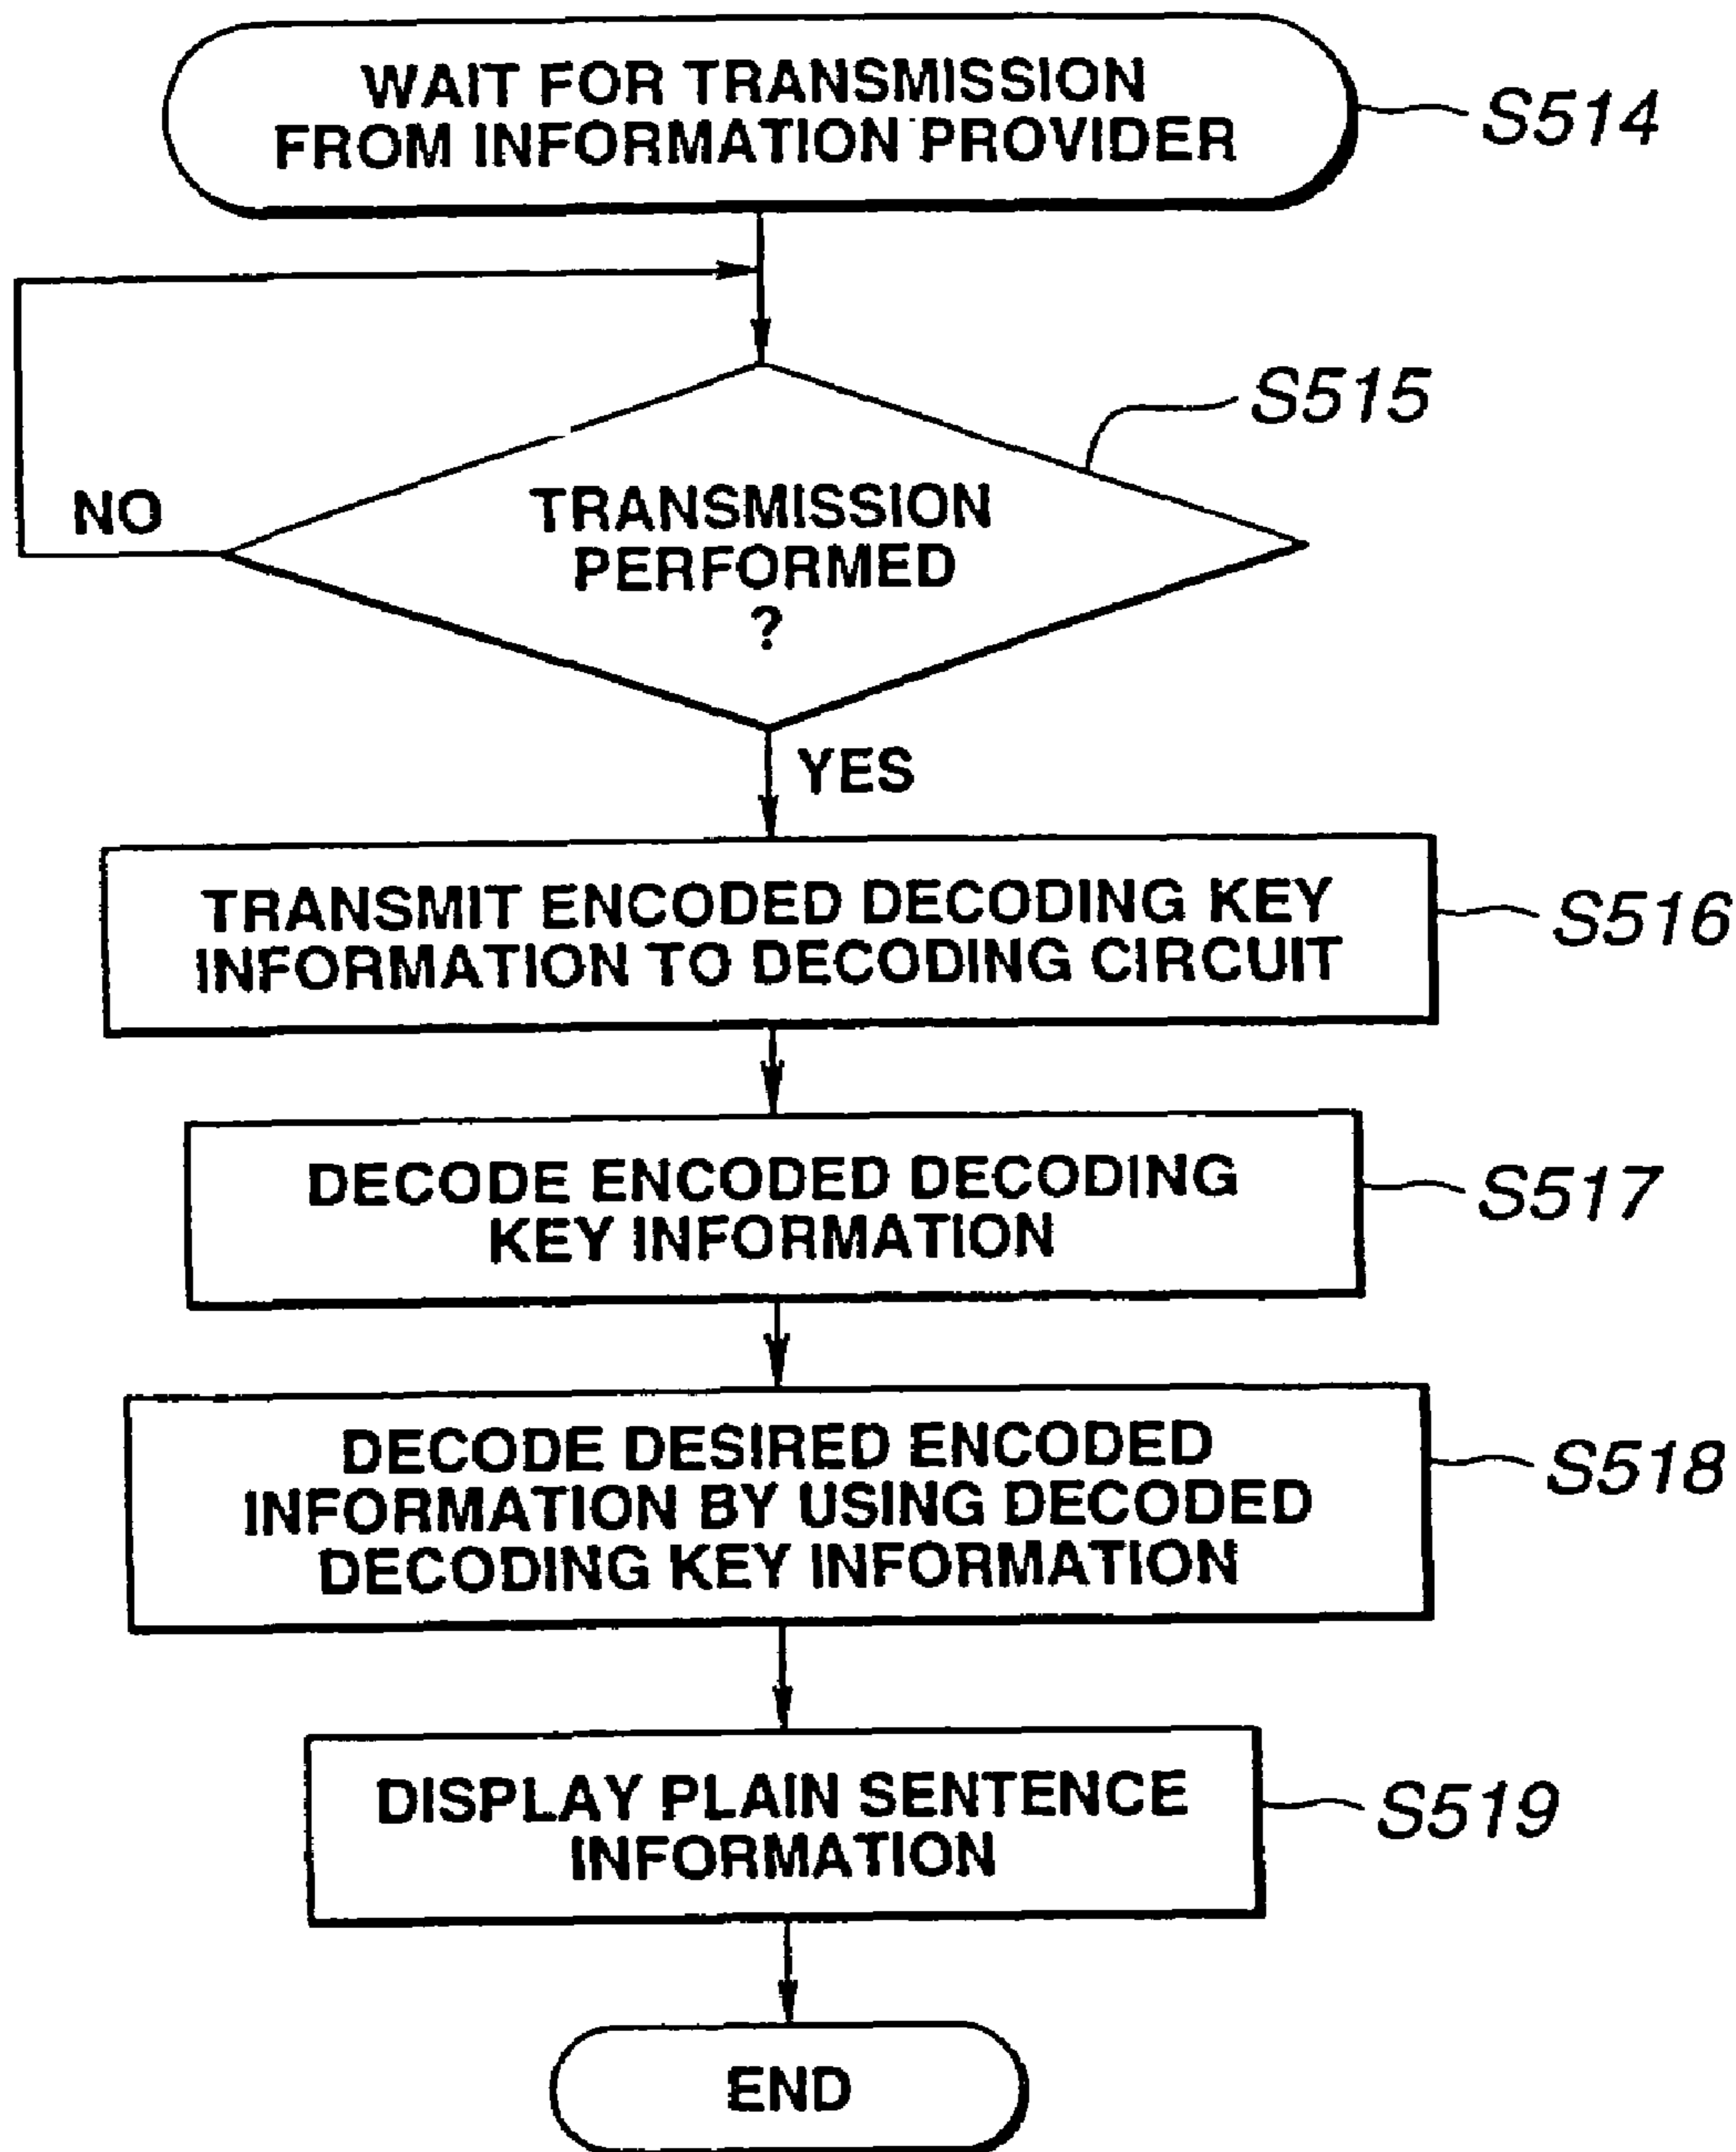 WAIT FOR TRANSMISSION
FROM INFORMATION PROVIDER
S514
S515
NO
TRANSMISSION
PERFORMED
?
YES
TRANSMIT ENCODED DECODING KEY
INFORMATION TO DECODING CIRCUIT
S516
DECODE ENCODED DECODING
KEY INFORMATION
S517
DECODE DESIRED ENCODED
INFORMATION BY USING DECODED
DECODING KEY INFORMATION
S518
DISPLAY PLAIN SENTENCE
INFORMATION
S519
END